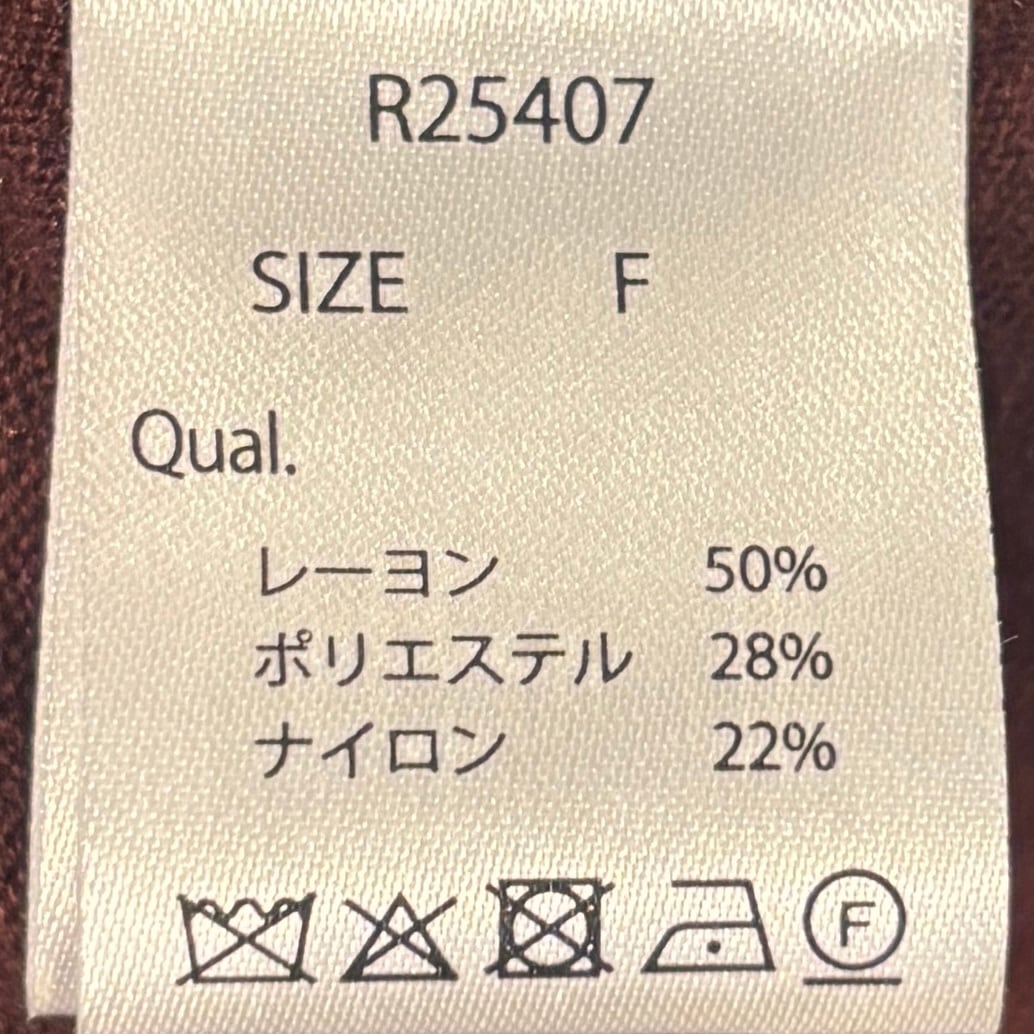 R25407
SIZE F
Qual.
レーヨン 50%
ポリエステル 28%
ナイロン 22%
F